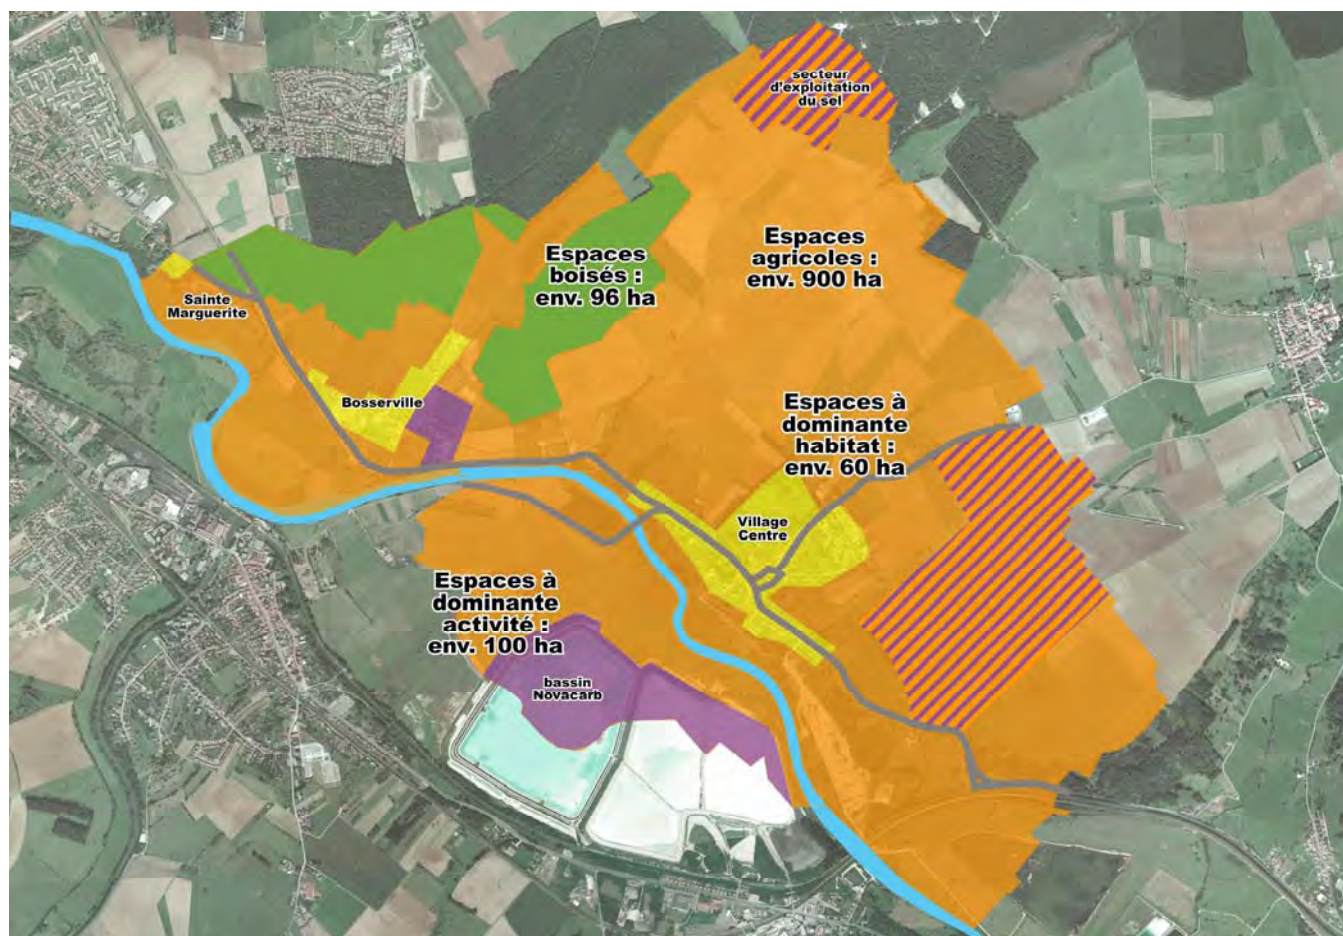 secteur
d'exploitation
du sel
Espaces
agricoles :
env. 900 ha
Espaces
boisés :
env. 96 ha
Sainte
Marguerite
Bosserville
Espaces à
dominante
habitat :
env. 60 ha
Village
Centre
Espaces à
dominante
activité :
env. 100 ha
bassin
Novacarb